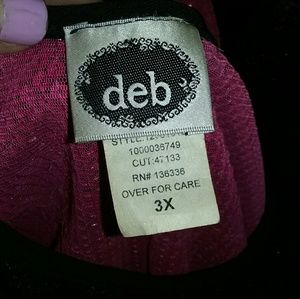 deb
STYLE
1000036749
CUT:47133
RN# 136336
OVER FOR CARE
3X